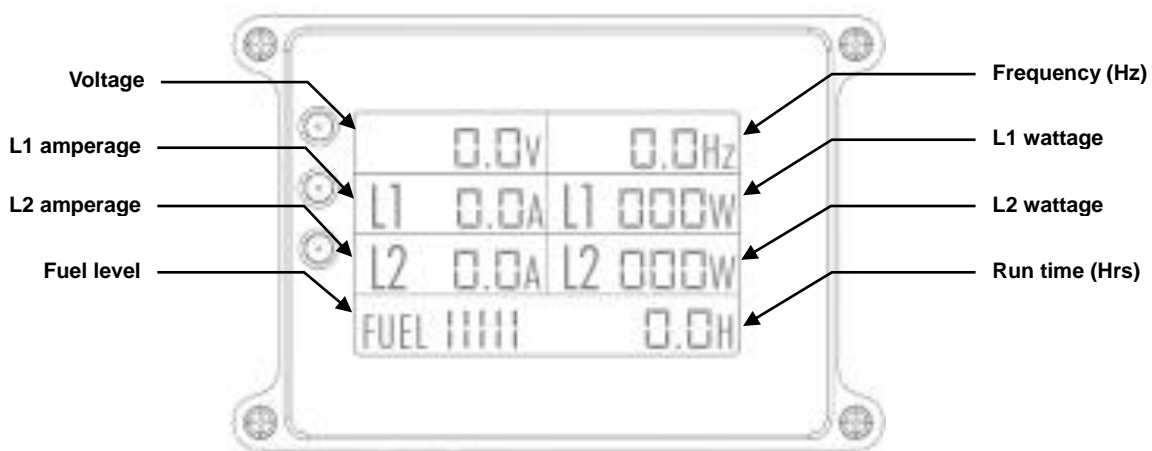 Voltage
Frequency (Hz)
L1 amperage
L1 wattage
L2 amperage
L2 wattage
Fuel level
Run time (Hrs)
0.0V 0.0Hz
L1 0.0A L1 000W
L2 0.0A L2 000W
FUEL 0.0H